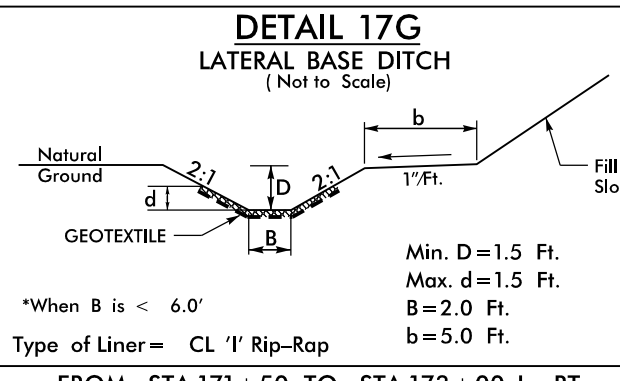 DETAIL 17G
LATERAL BASE DITCH
( Not to Scale)
b
Natural
Ground
2:1
D
2:1
1"/Ft.
Fill
Slo
d
GEOTEXTILE
B
Min. D=1.5 Ft.
Max. d=1.5 Ft.
*When B is < 6.0'
B=2.0 Ft.
b=5.0 Ft.
Type of Liner= CL 'I' Rip-Rap